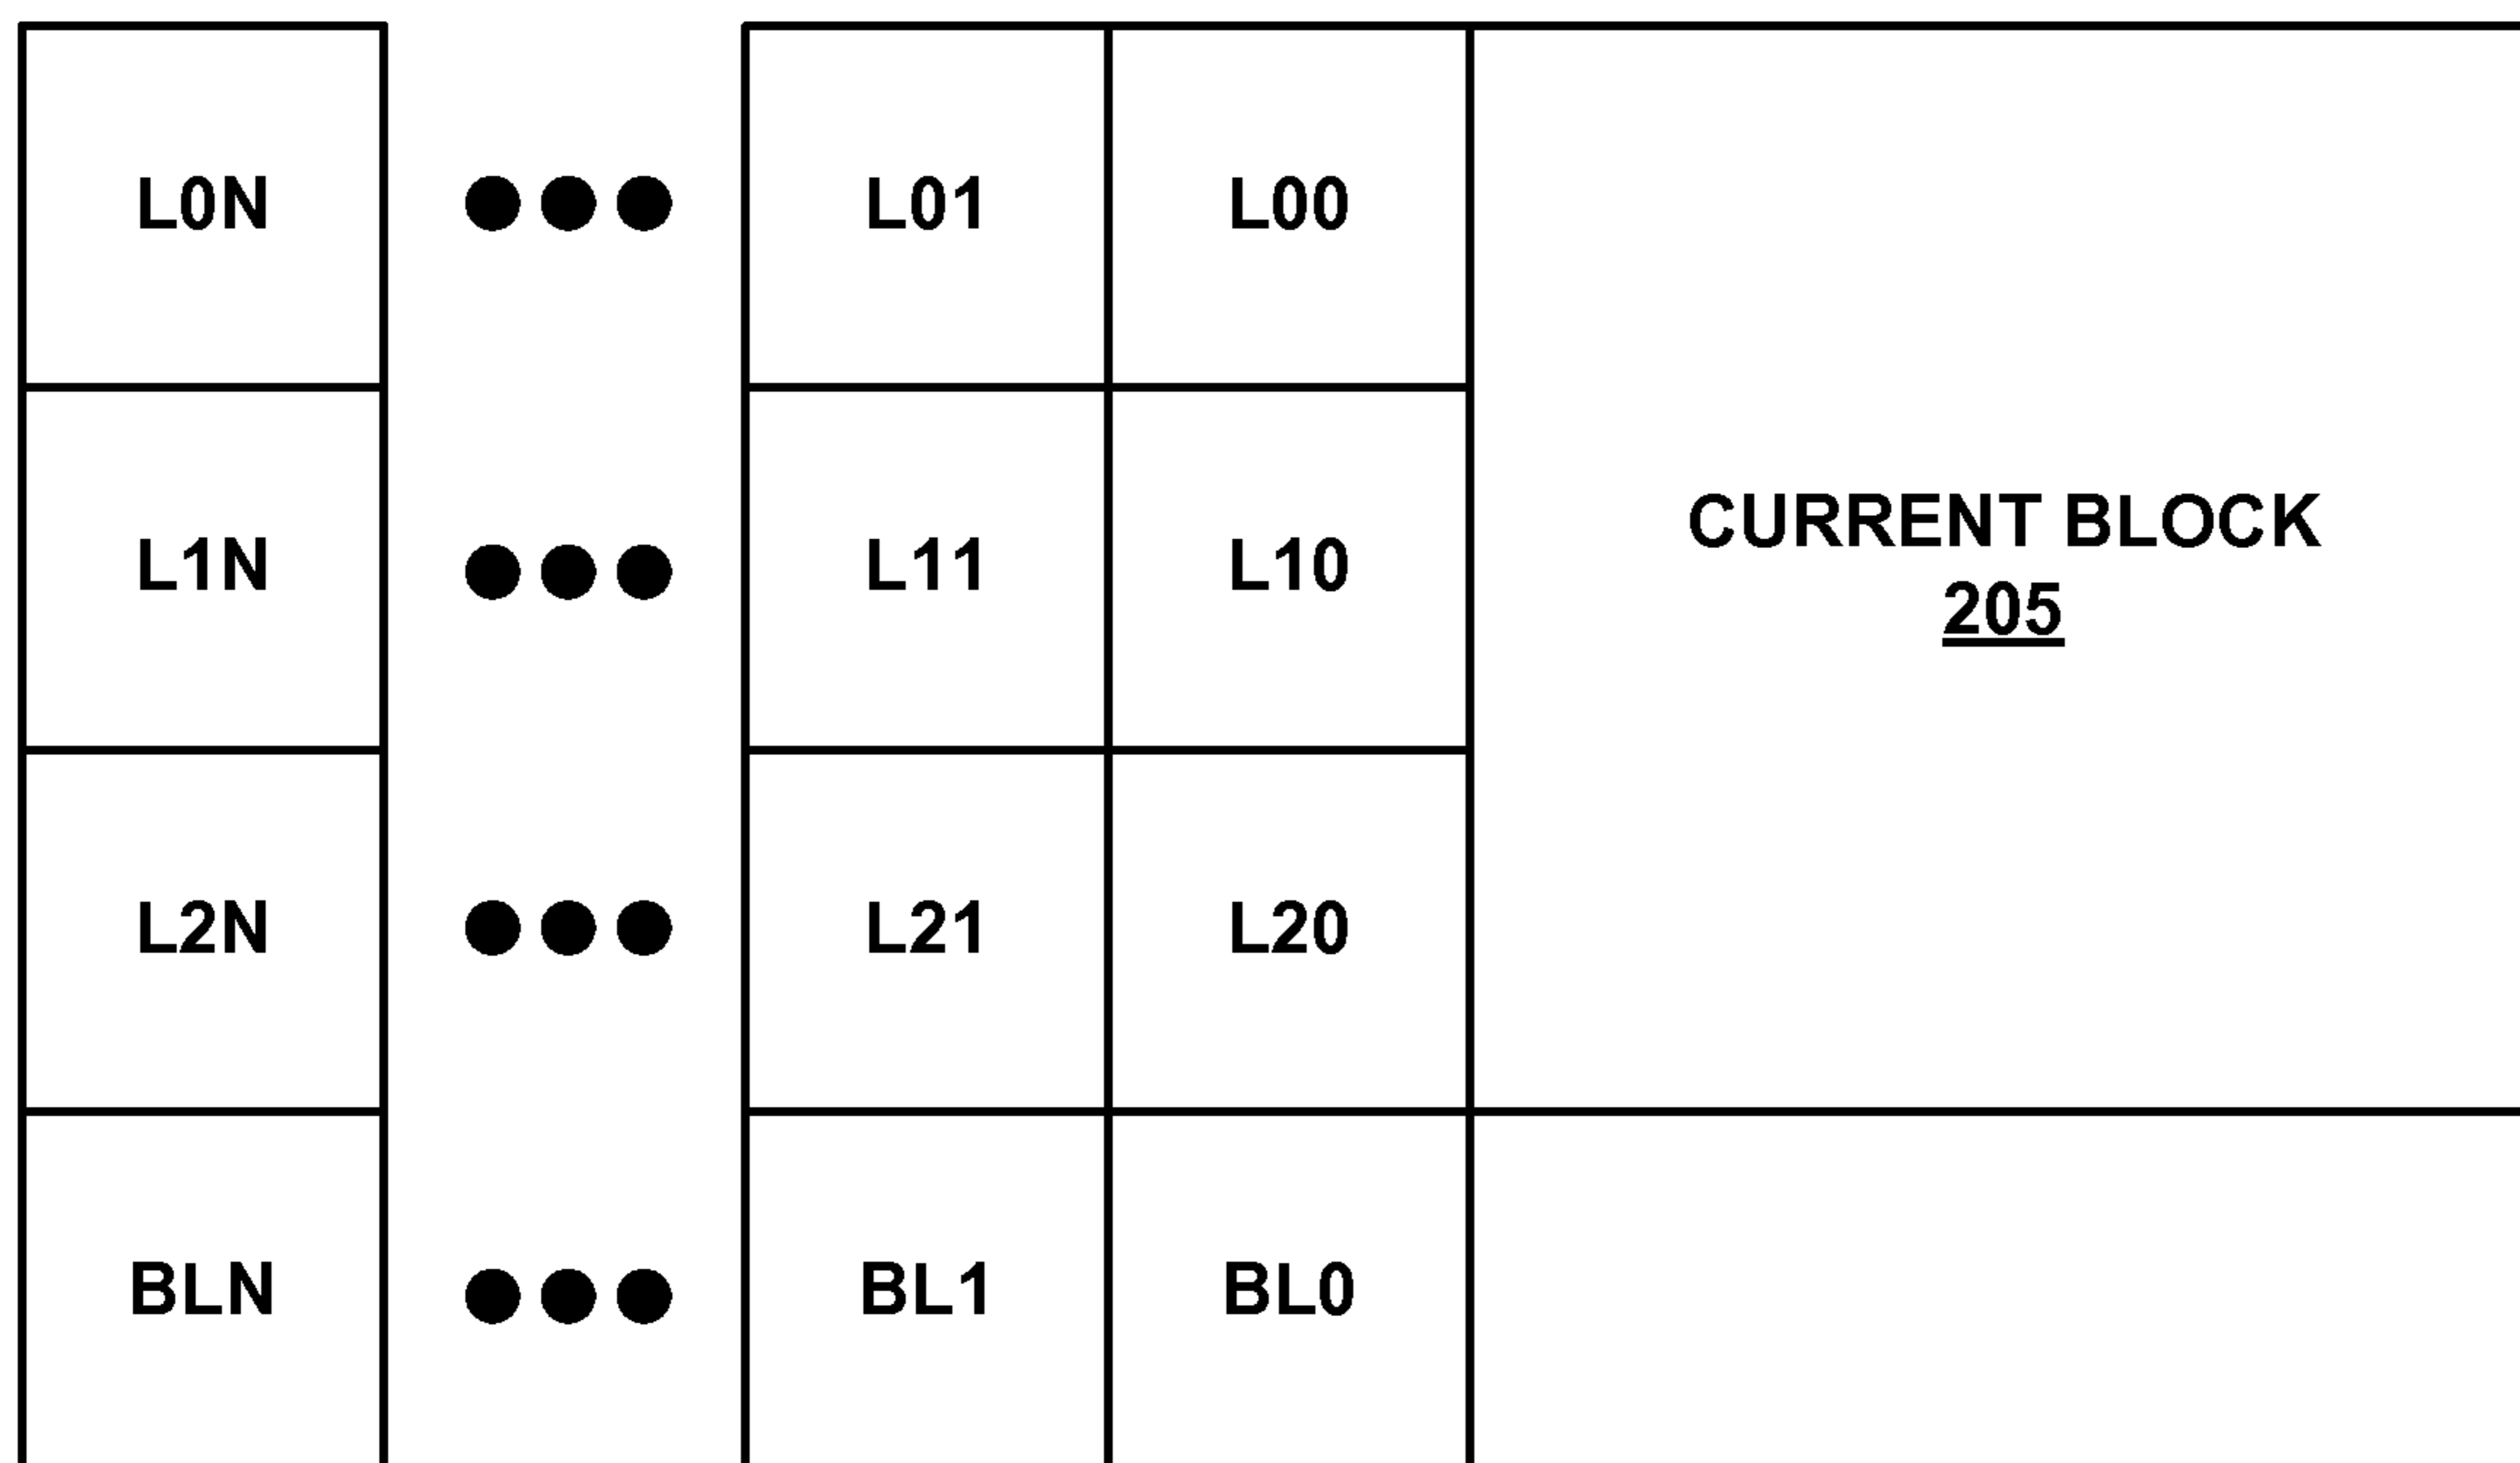 L0N L01 L00
L1N L11 L10
CURRENT BLOCK
205
L2N L21 L20
BLN BL1 BL0